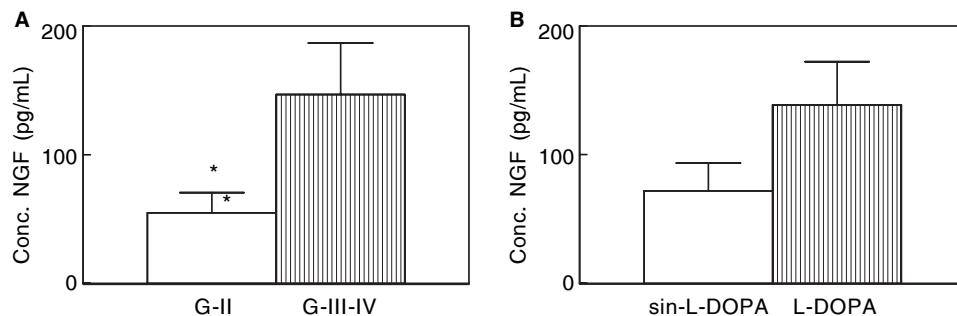 A
200
100
0
Conc. NGF (pg/mL)
*
*
G-II
G-III-IV
B
200
100
0
Conc. NGF (pg/mL)
sin-L-DOPA
L-DOPA